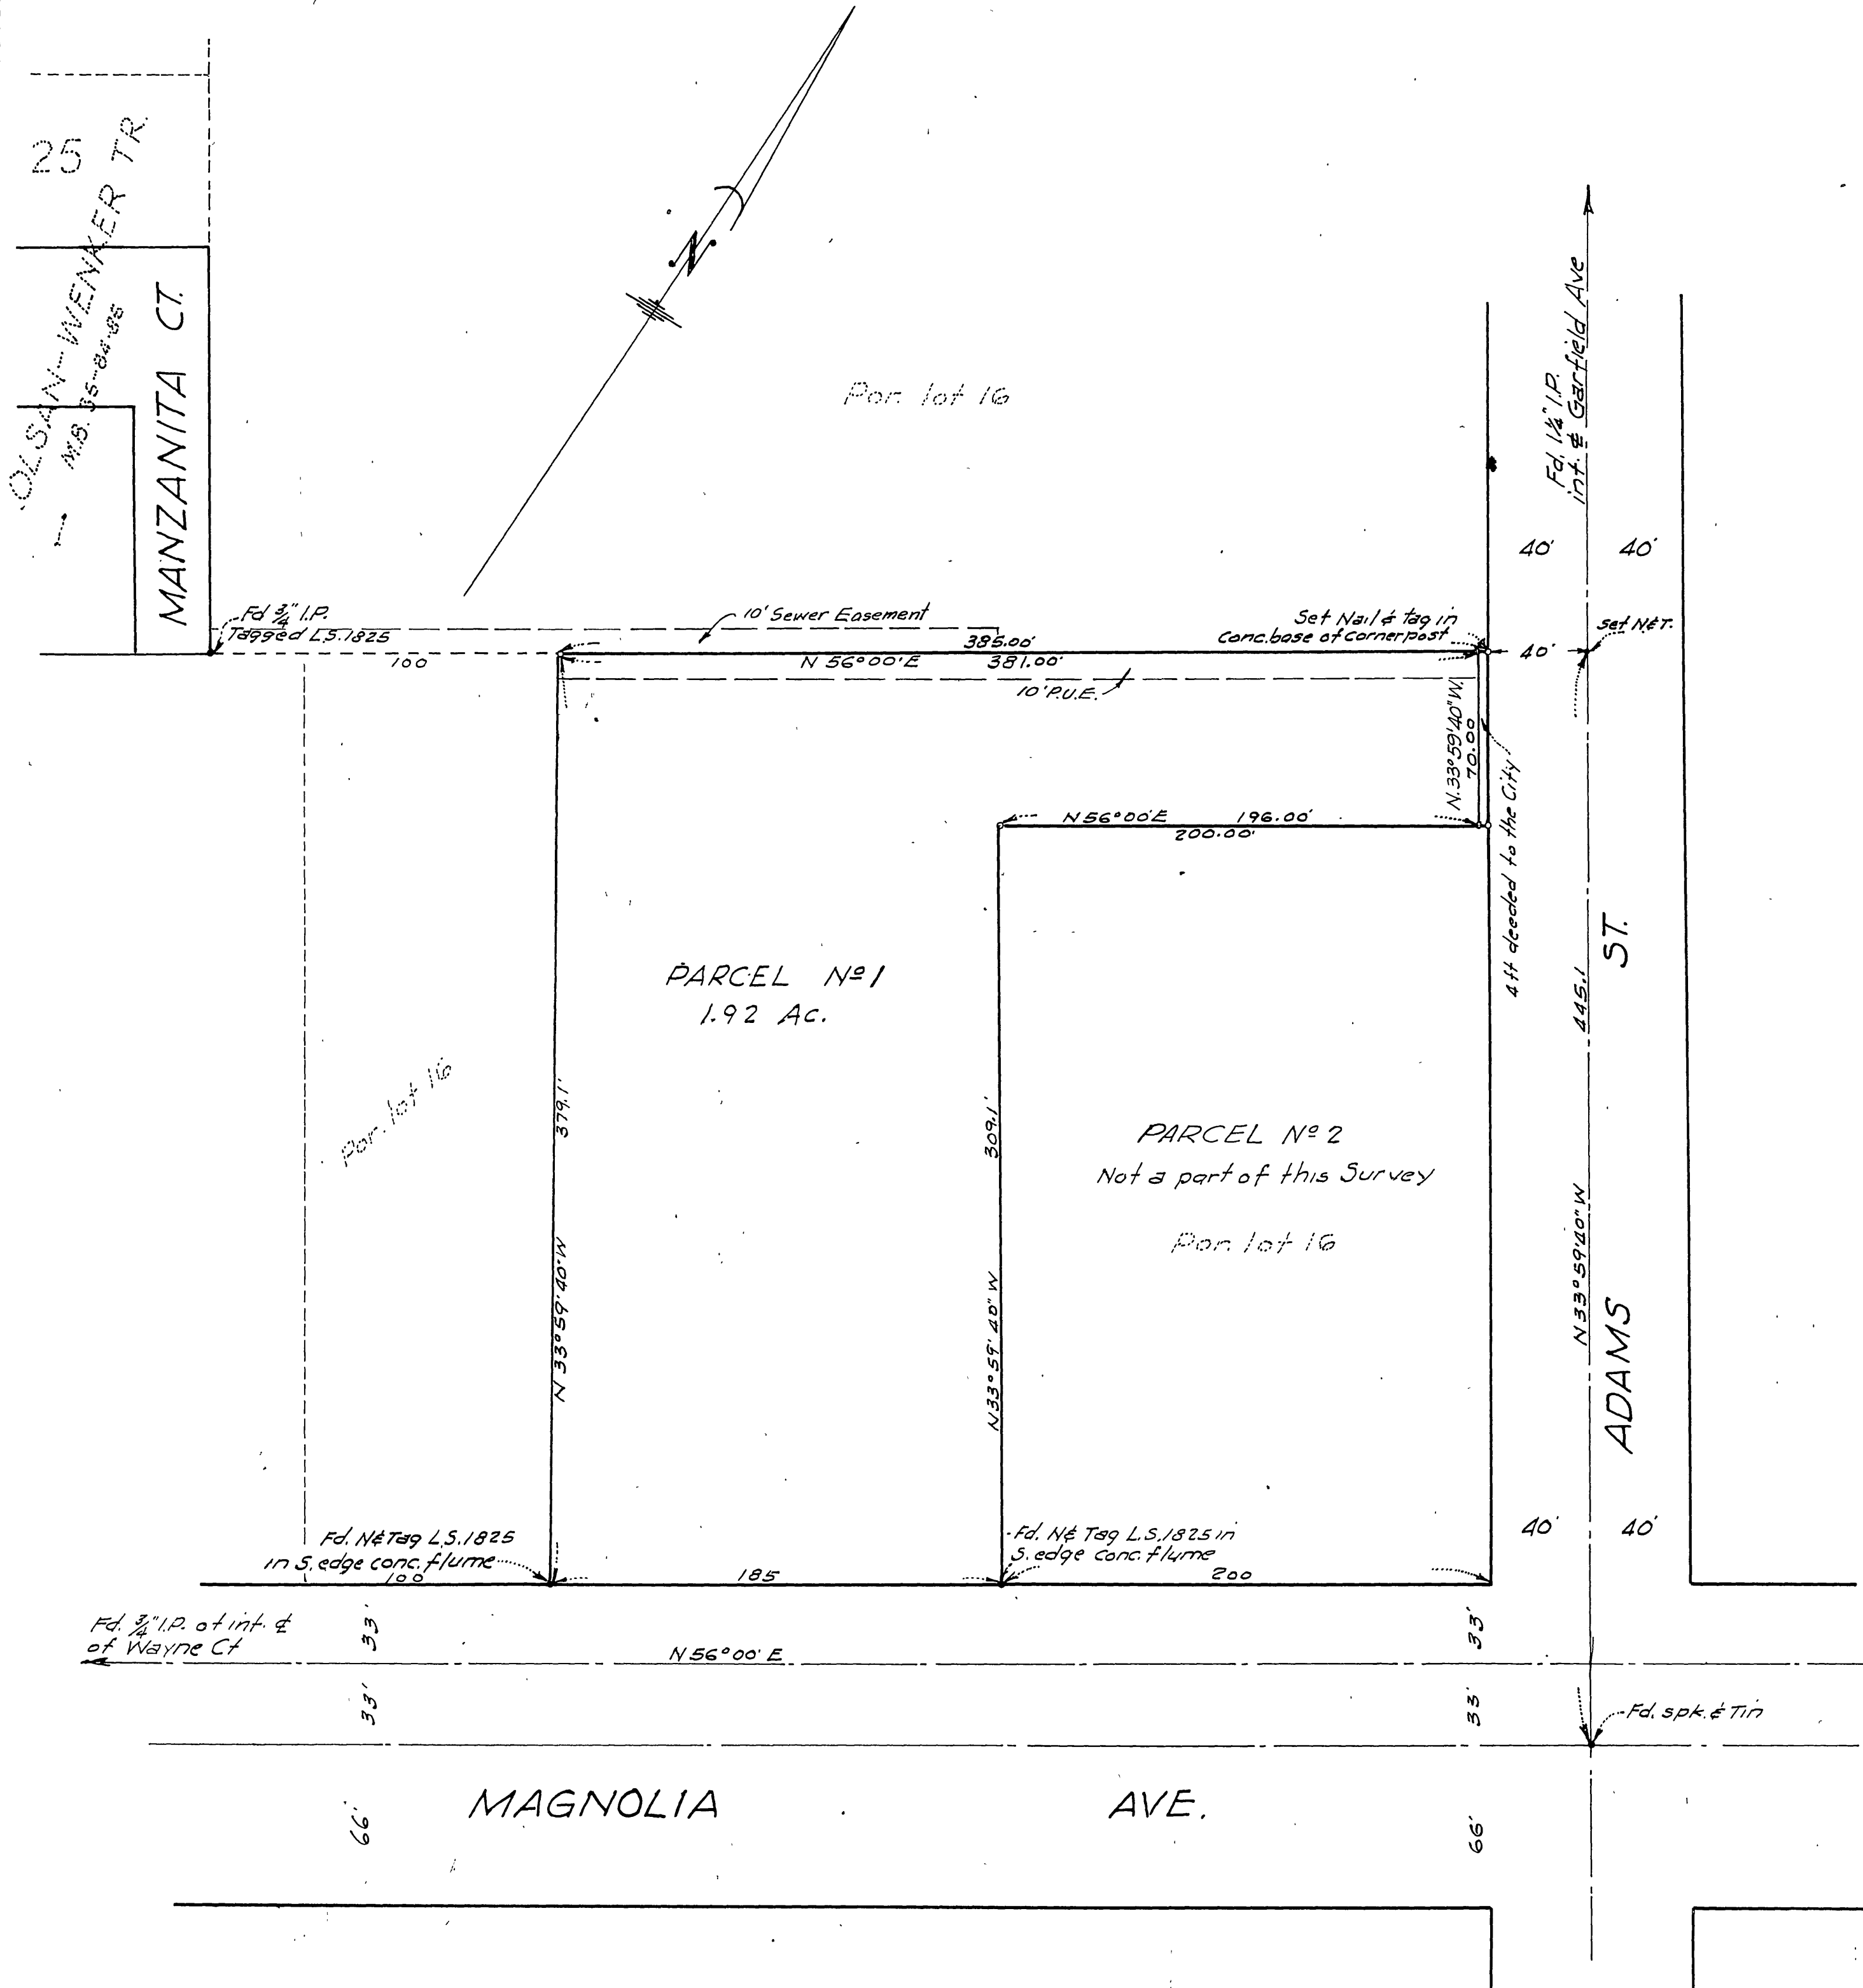 25
OLSAN-WENKER TR.
M.B. 35-84-85
MANZANITA CT.
N
Por. lot 16
Fd. 1¼" I.P.
int. ℄ Garfield Ave
40' 40'
Fd ¾" I.P.
Tagged L.S. 1825
10' Sewer Easement
Set Nail & tag in
conc. base of corner post
Set N&T.
40'
100
385.00'
N 56°00' E 381.00'
10' P.U.E.
N.33°59'40" W.
70.00
4 ft deeded to the City
N 56°00' E 196.00'
200.00'
PARCEL Nº 1
1.92 Ac.
ST.
445.1
N 33°59'40" W
ADAMS
Por. lot 16
379.1'
N 33°59'40" W
309.1'
N 33°59'40" W
PARCEL Nº 2
Not a part of this Survey
Por. lot 16
Fd. N&Tag L.S. 1825
in S. edge conc. flume
Fd. N& Tag L.S. 1825 in
S. edge conc. flume
40' 40'
100
185
200
Fd. ¾" I.P. at int. ℄
of Wayne Ct
33'
33'
N 56°00' E
33'
33'
Fd. spk. & Tin
MAGNOLIA AVE.
66'
66'